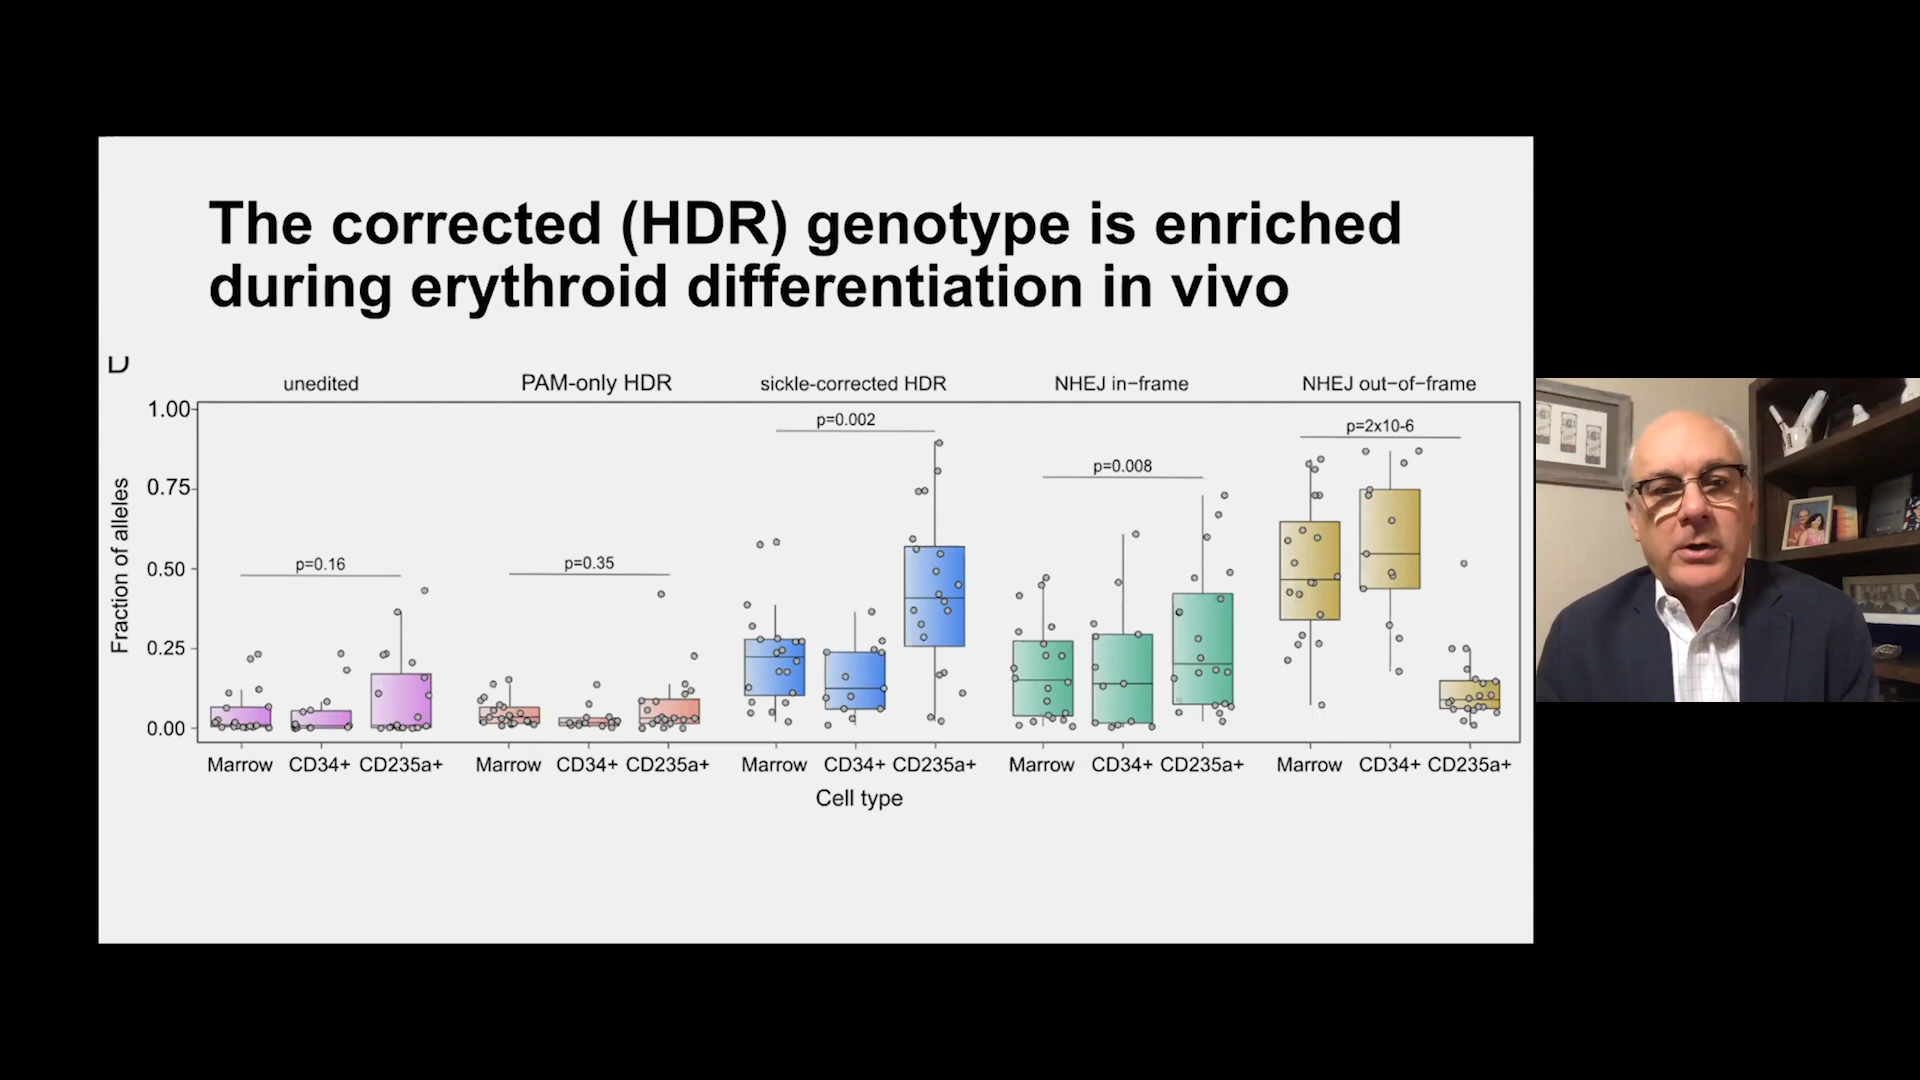 The corrected (HDR) genotype is enriched
during erythroid differentiation in vivo
unedited
PAM-only HDR
sickle-corrected HDR
NHEJ in-frame
NHEJ out-of-frame
Fraction of alleles
1.00
0.75
0.50
0.25
0.00
p=0.16
p=0.35
p=0.002
p=0.008
p=2x10-6
Marrow CD34+ CD235a+
Marrow CD34+ CD235a+
Marrow CD34+ CD235a+
Marrow CD34+ CD235a+
Marrow CD34+ CD235a+
Cell type